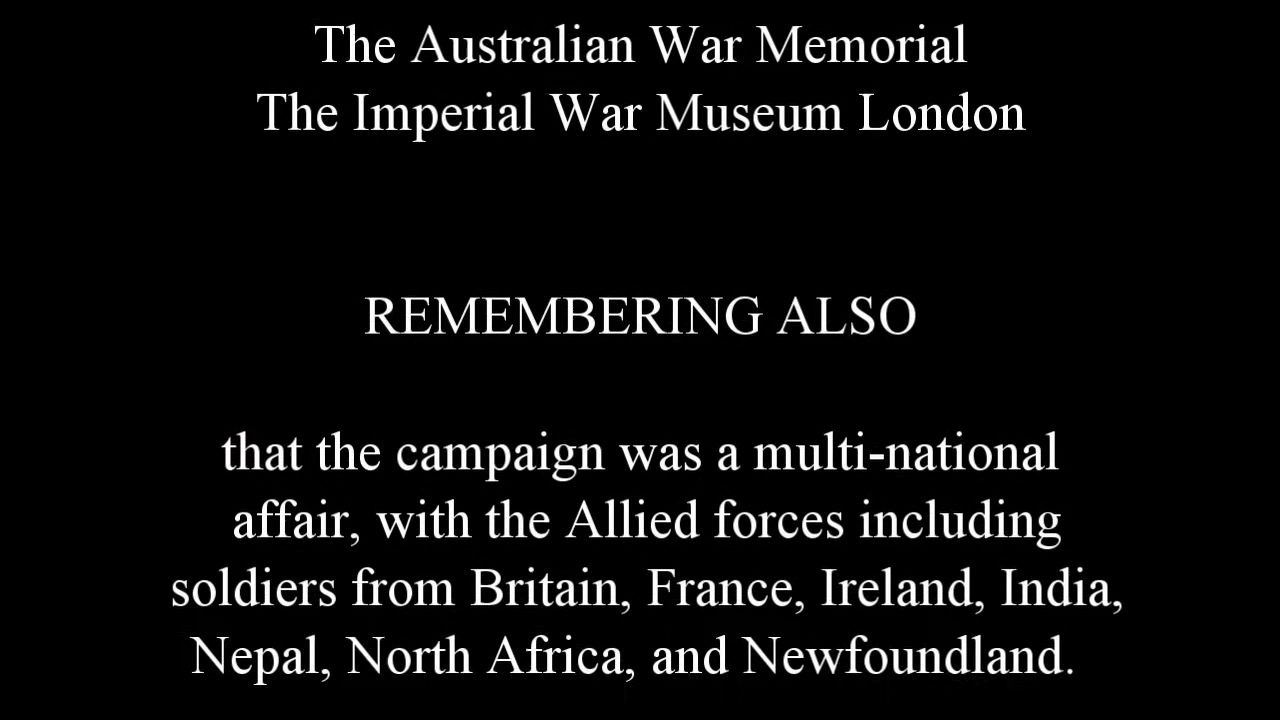 The Australian War Memorial
The Imperial War Museum London
REMEMBERING ALSO
that the campaign was a multi-national
affair, with the Allied forces including
soldiers from Britain, France, Ireland, India,
Nepal, North Africa, and Newfoundland.